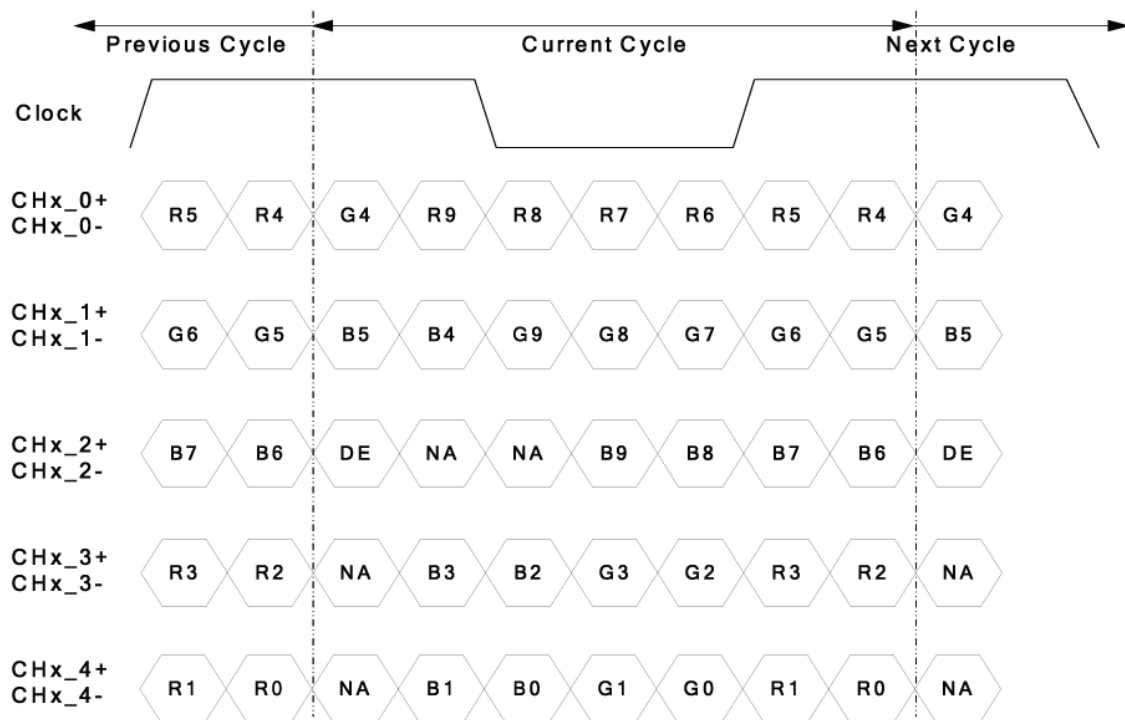 Previous Cycle Current Cycle Next Cycle
Clock
CHx_0+
CHx_0-
R5 R4 G4 R9 R8 R7 R6 R5 R4 G4
CHx_1+
CHx_1-
G6 G5 B5 B4 G9 G8 G7 G6 G5 B5
CHx_2+
CHx_2-
B7 B6 DE NA NA B9 B8 B7 B6 DE
CHx_3+
CHx_3-
R3 R2 NA B3 B2 G3 G2 R3 R2 NA
CHx_4+
CHx_4-
R1 R0 NA B1 B0 G1 G0 R1 R0 NA